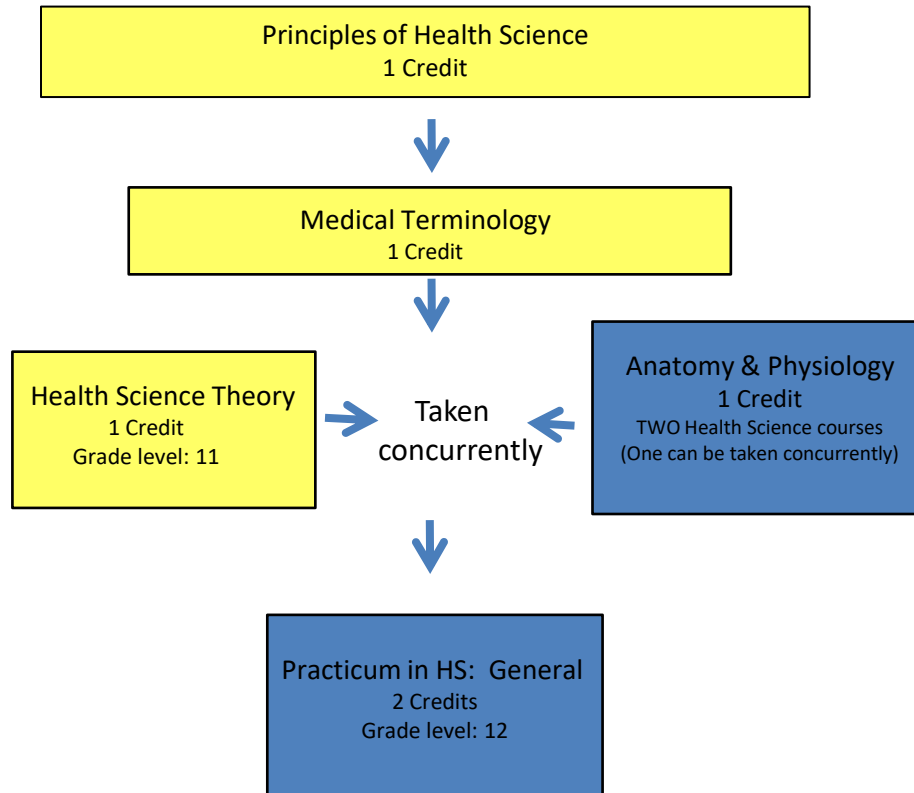 Principles of Health Science
1 Credit
Medical Terminology
1 Credit
Health Science Theory
1 Credit
Grade level: 11
Taken
concurrently
Anatomy & Physiology
1 Credit
TWO Health Science courses
(One can be taken concurrently)
Practicum in HS:  General
2 Credits
Grade level: 12